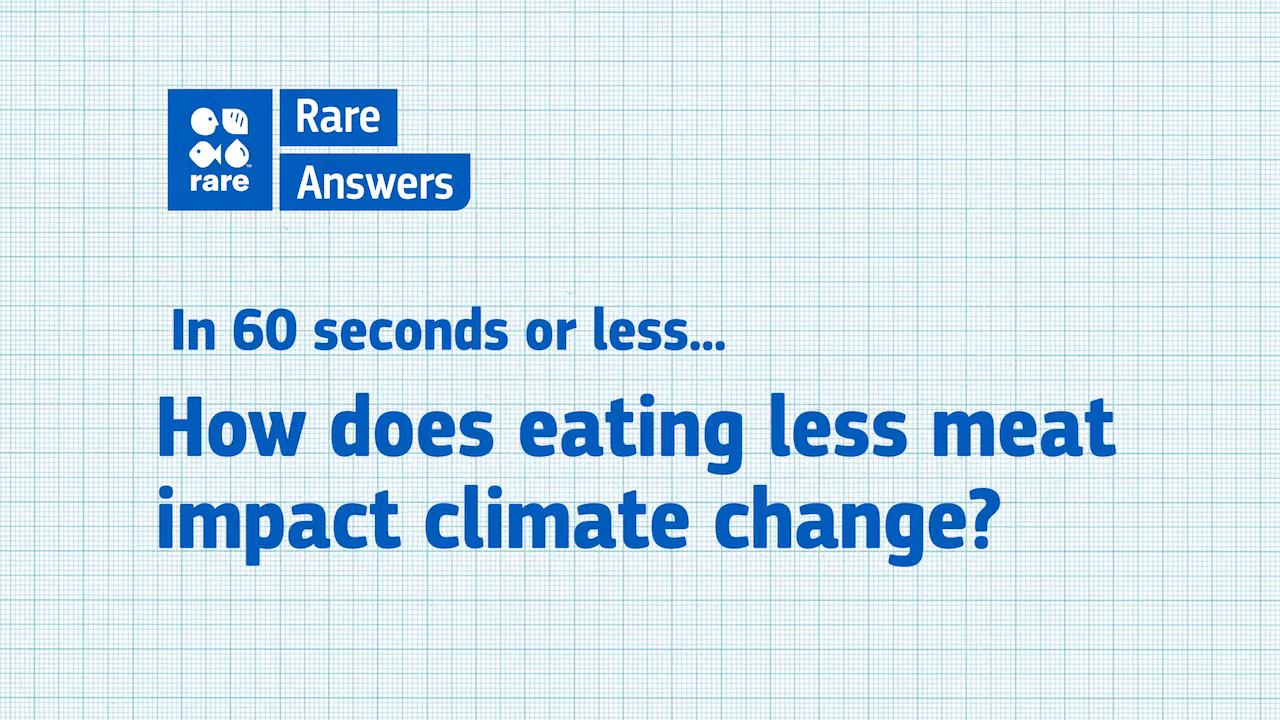 rare
Rare
Answers
In 60 seconds or less...
How does eating less meat
impact climate change?